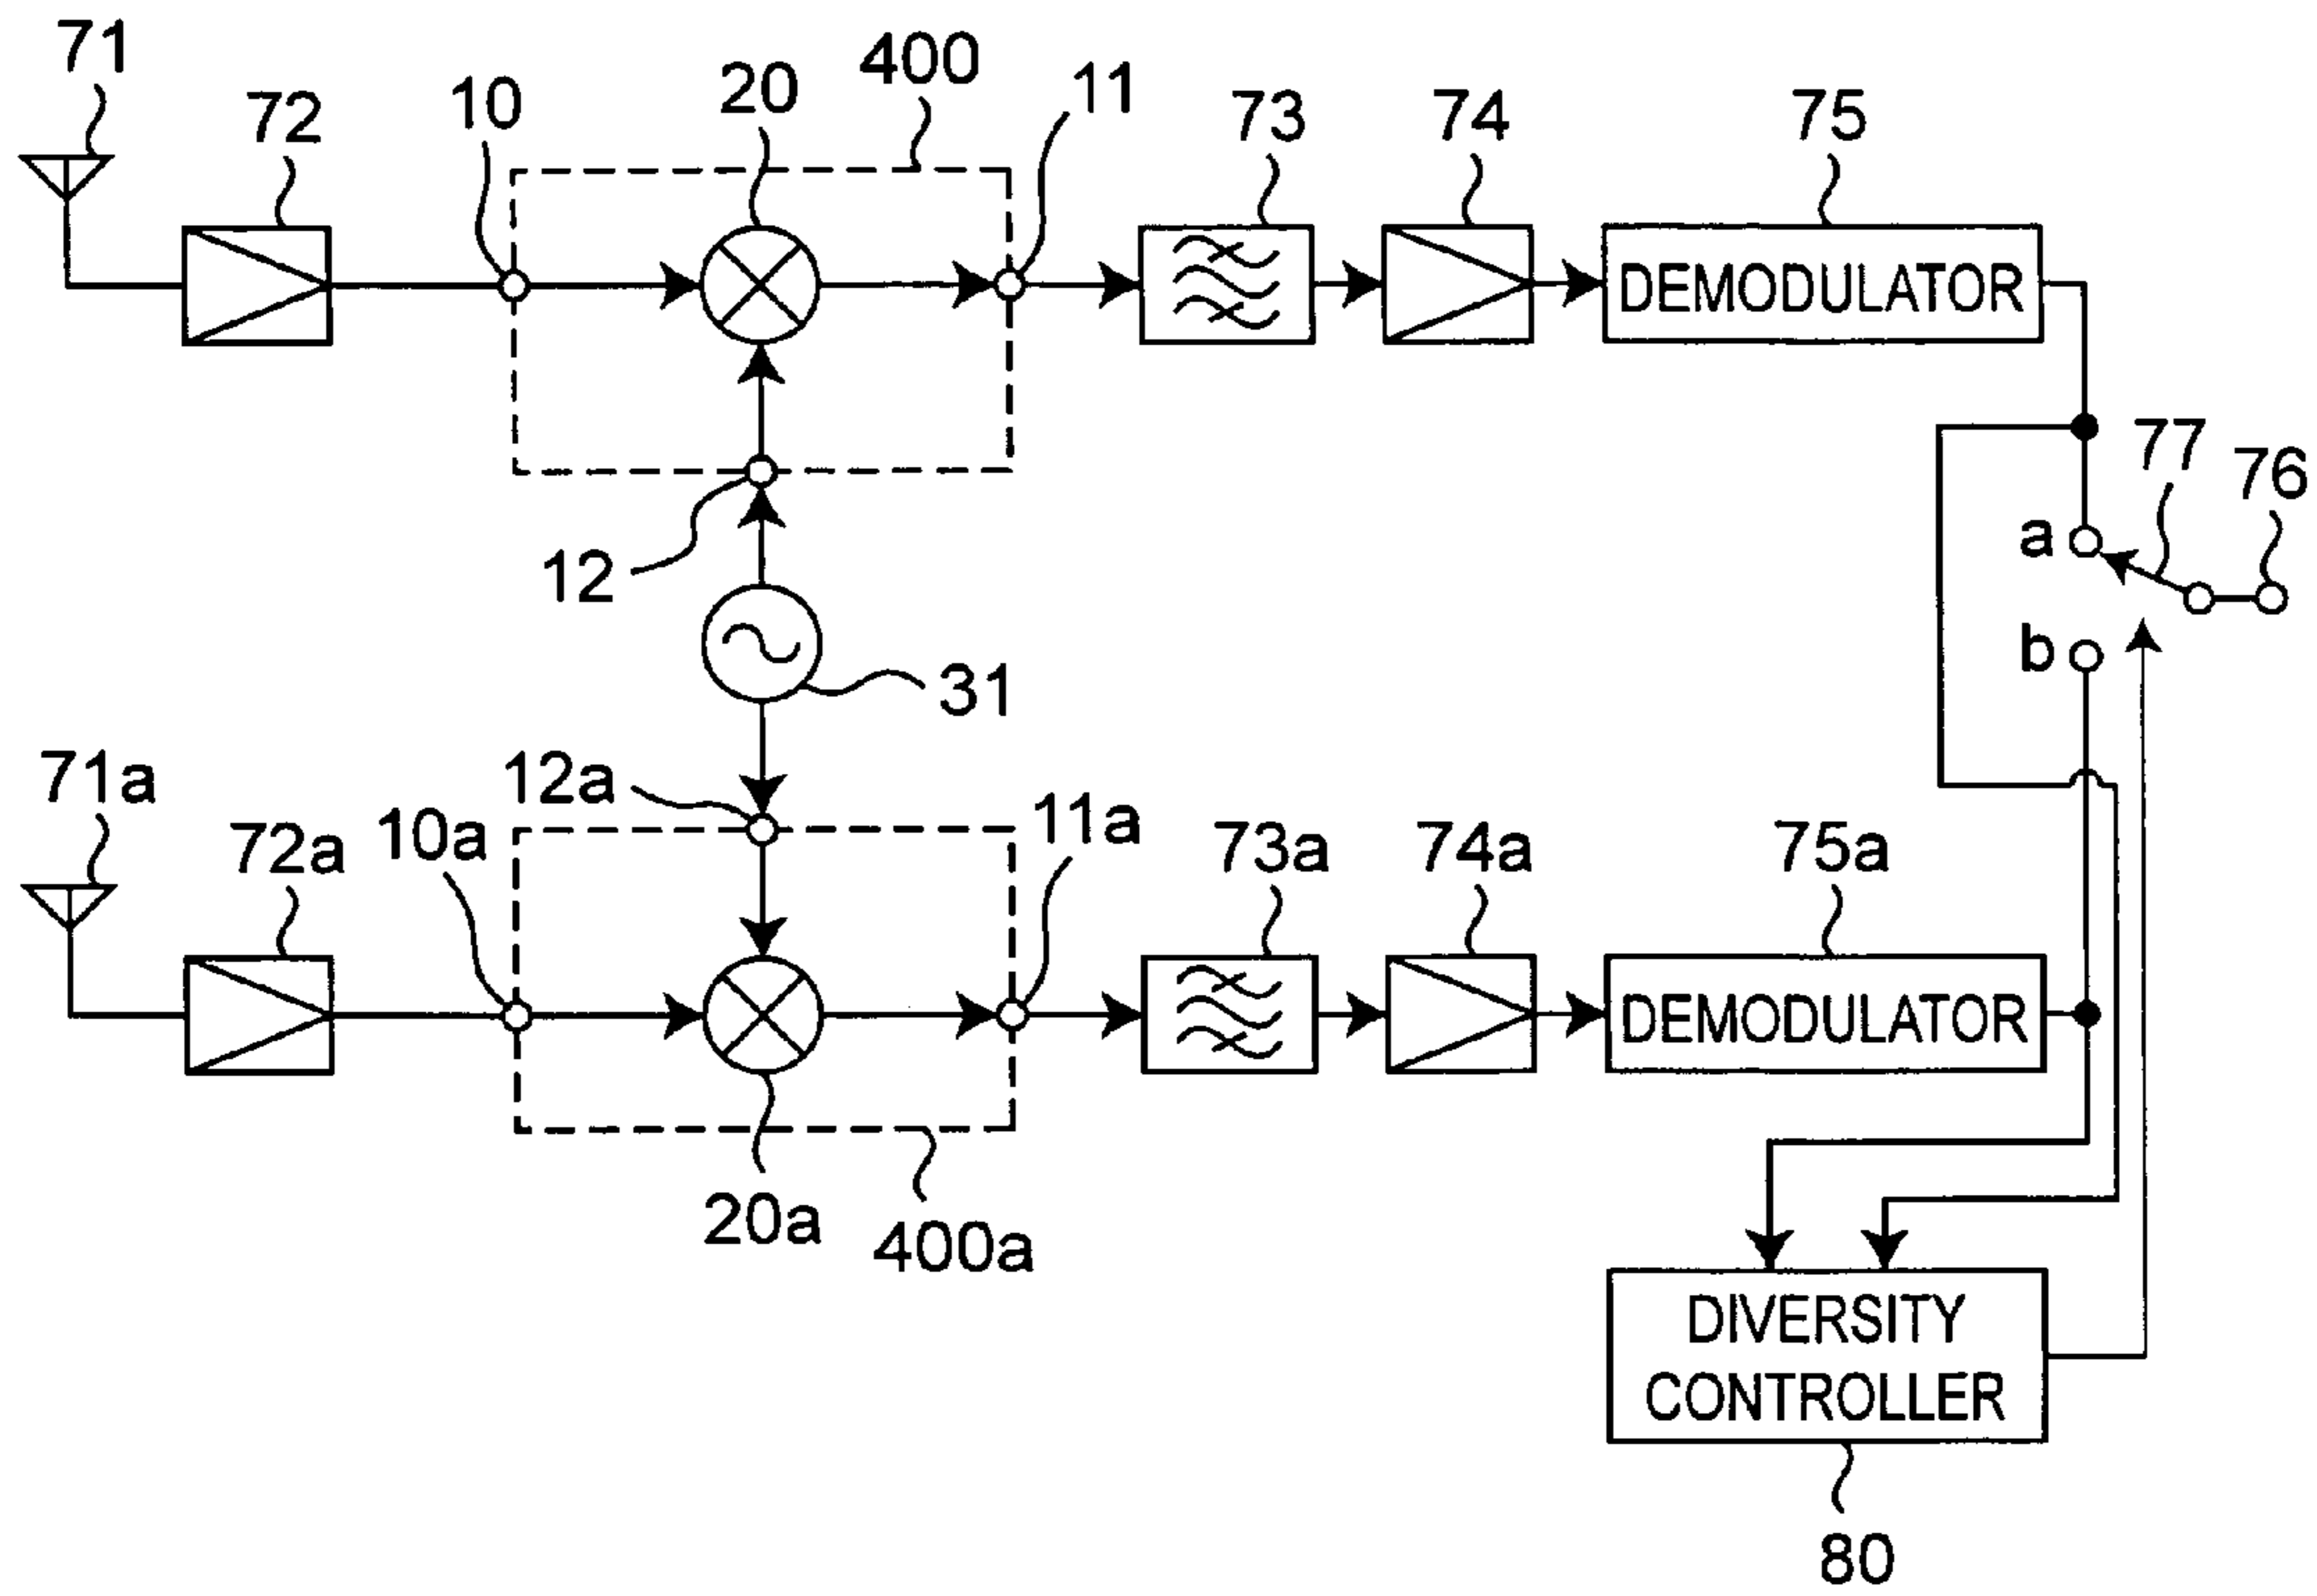 71
72
10
20
400
11
73
74
75
DEMODULATOR
77
76
a
12
b
31
71a
72a
10a
12a
11a
73a
74a
75a
DEMODULATOR
20a
400a
DIVERSITY
CONTROLLER
80